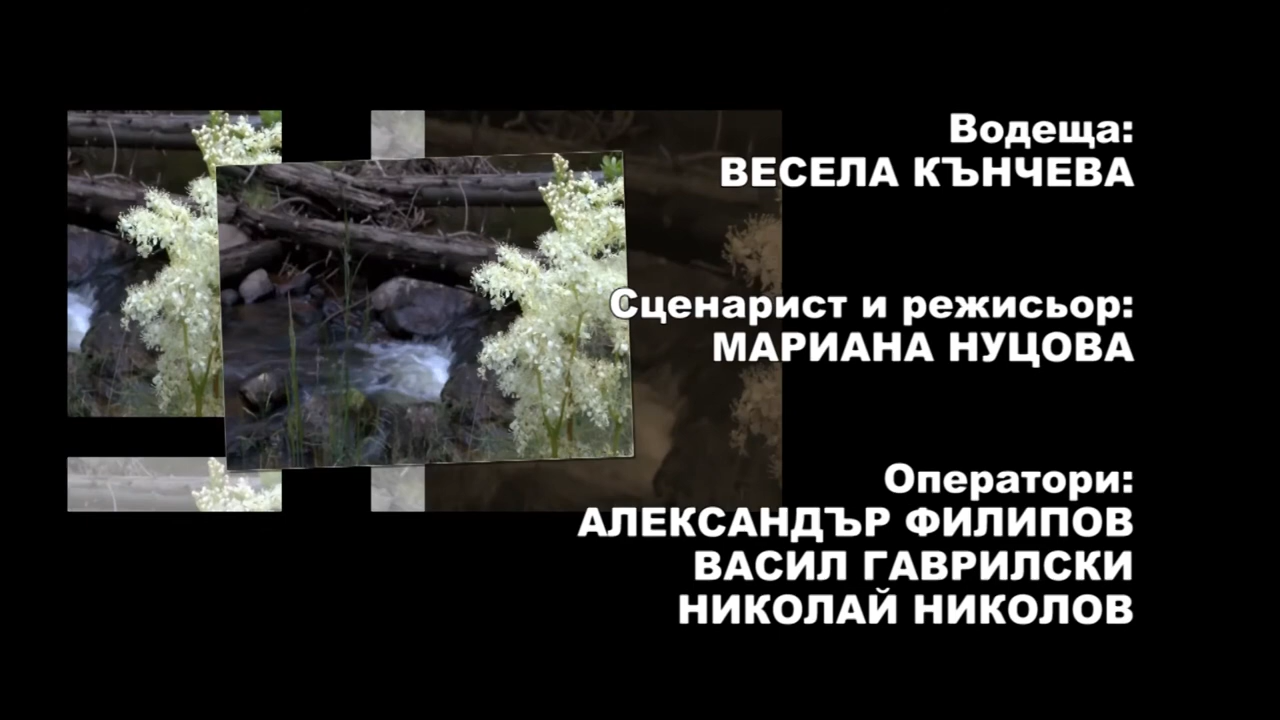 Водеща:
ВЕСЕЛА КЪНЧЕВА
Сценарист и режисьор:
МАРИАНА НУЦОВА
Оператори:
АЛЕКСАНДЪР ФИЛИПОВ
ВАСИЛ ГАВРИЛСКИ
НИКОЛАЙ НИКОЛОВ